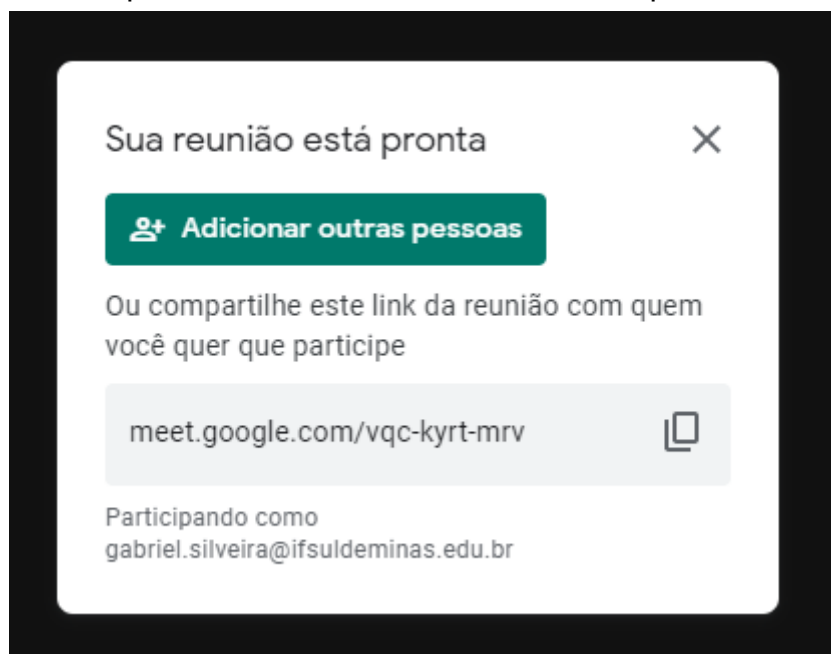 Sua reunião está pronta
Adicionar outras pessoas
Ou compartilhe este link da reunião com quem
você quer que participe
meet.google.com/vqc-kyrt-mrv
Participando como
gabriel.silveira@ifsuldeminas.edu.br